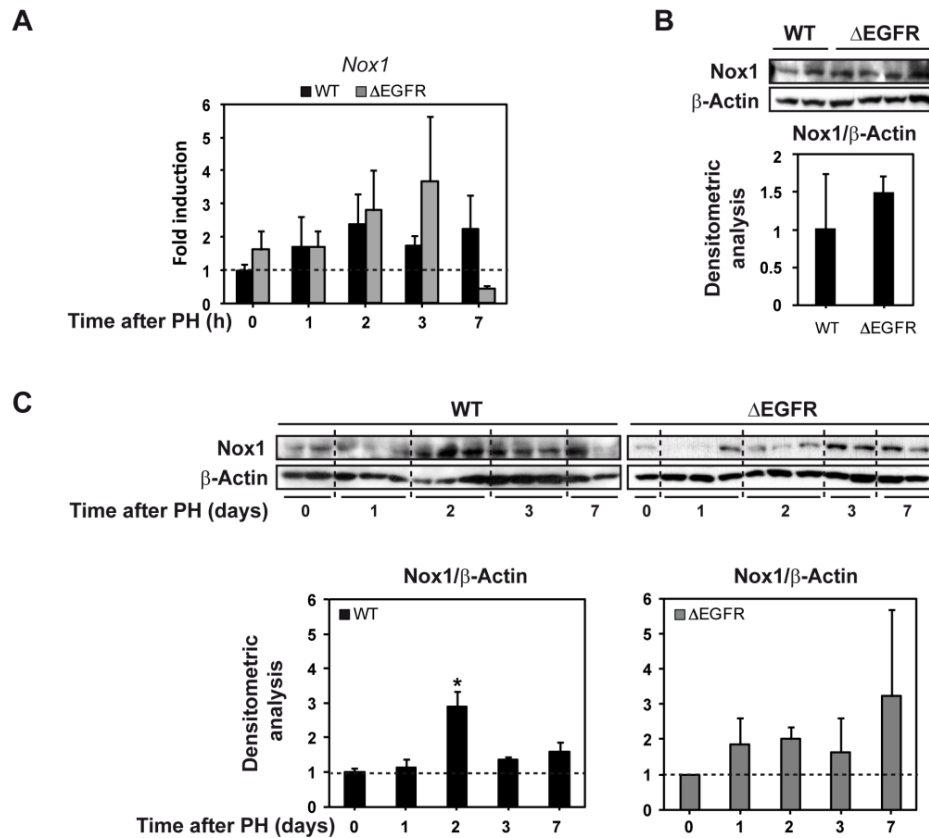 A
Nox1
WT ΔEGFR
Fold induction
6
5
4
3
2
1
0
Time after PH (h) 0 1 2 3 7
B
WT ΔEGFR
Nox1
β-Actin
Nox1/β-Actin
Densitometric
analysis
2
1.5
1
0.5
0
WT ΔEGFR
C
WT ΔEGFR
Nox1
β-Actin
Time after PH (days) 0 1 2 3 7 0 1 2 3 7
Nox1/β-Actin
WT
Densitometric
analysis
6
5
4
3
2
1
0
*
Time after PH (days) 0 1 2 3 7
Nox1/β-Actin
ΔEGFR
6
5
4
3
2
1
0
0 1 2 3 7